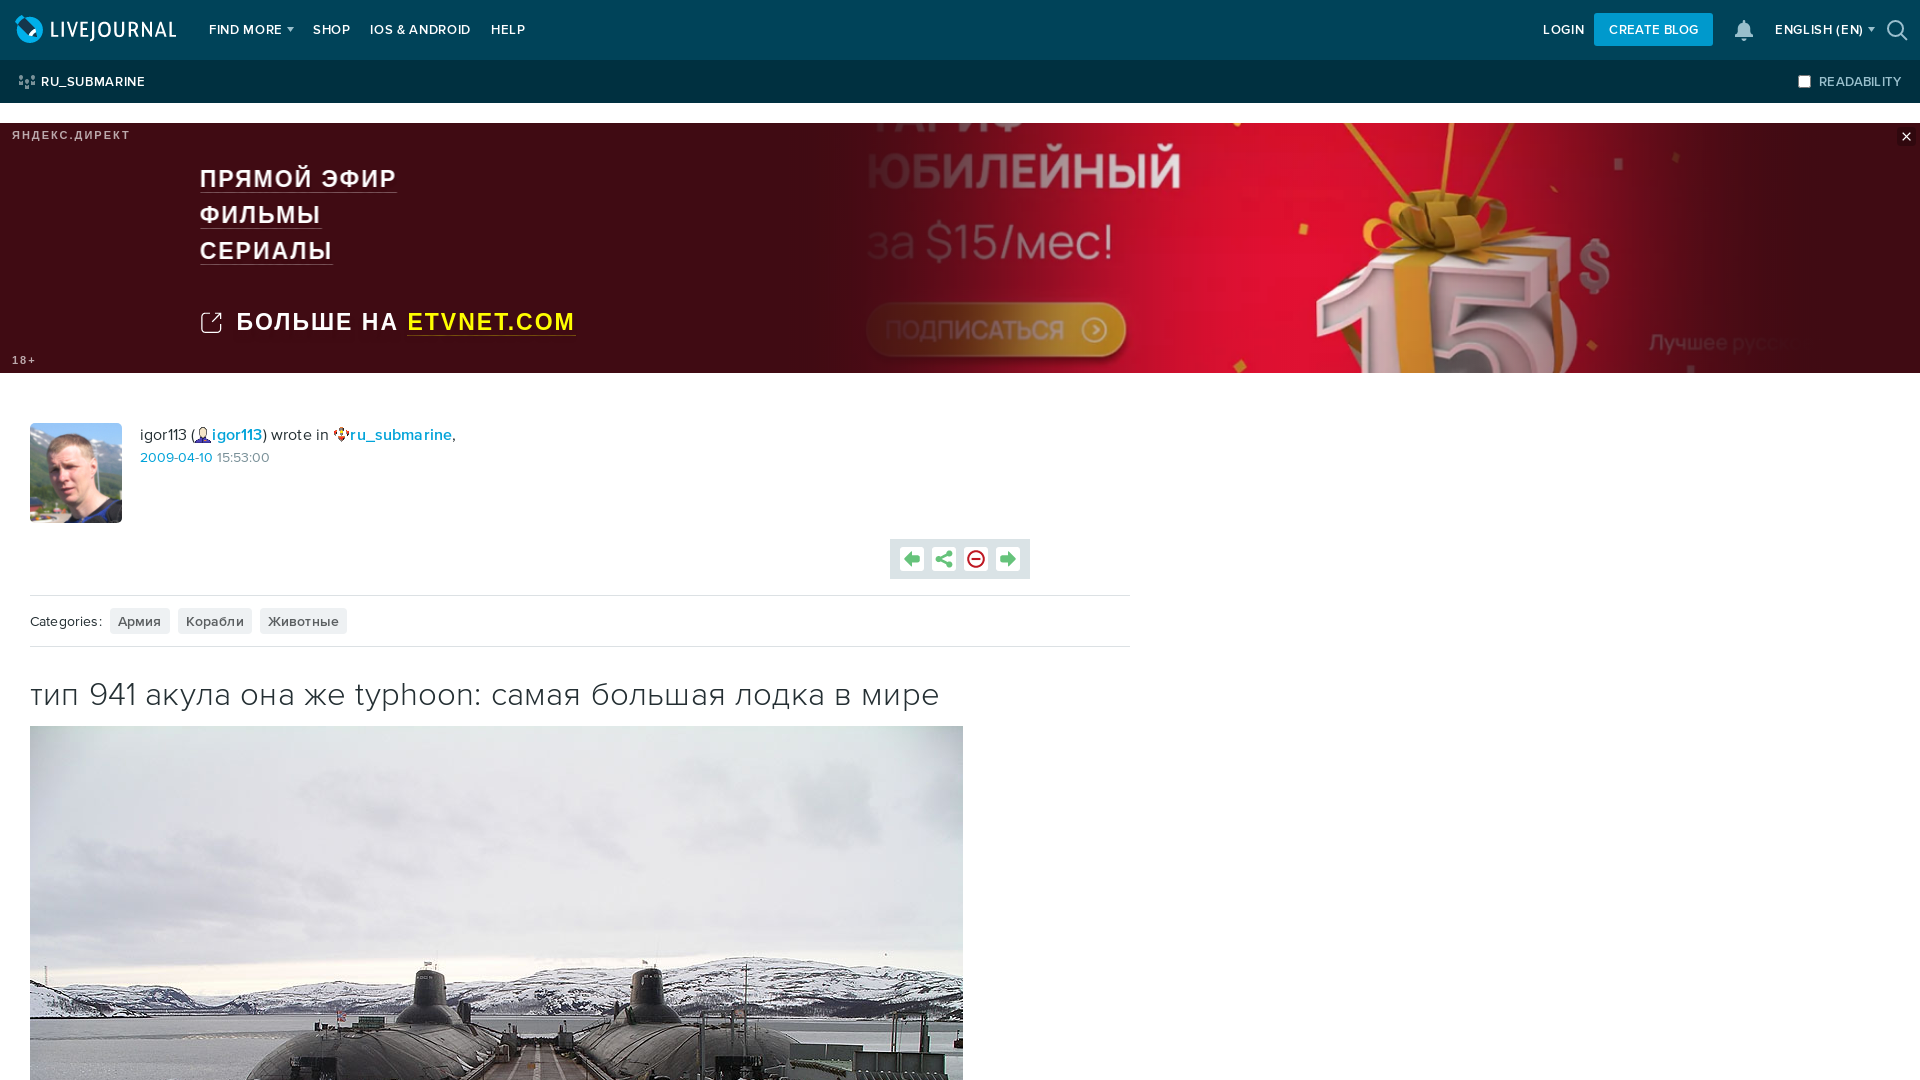 LIVEJOURNAL
FIND MORE
SHOP
IOS & ANDROID
HELP
LOGIN
CREATE BLOG
ENGLISH (EN)
RU_SUBMARINE
READABILITY
ЯНДЕКС.ДИРЕКТ
ПРЯМОЙ ЭФИР
ФИЛЬМЫ
СЕРИАЛЫ
БОЛЬШЕ НА ETVNET.COM
18+
ТАРИФ
ЮБИЛЕЙНЫЙ
за $15/мес!
ПОДПИСАТЬСЯ
15$
Лучшее
igor113 (igor113) wrote in ru_submarine,
2009-04-10 15:53:00
Categories:
Армия
Корабли
Животные
тип 941 акула она же typhoon: самая большая лодка в мире